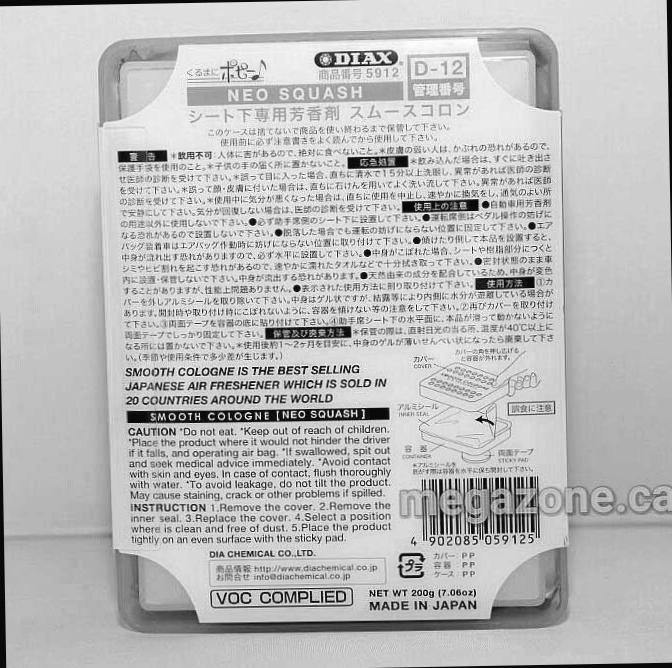 くるまに ポピー♪
DIAX
商品番号5912
D-12
管理番号
NEO SQUASH
シート下専用芳香剤 スムースコロン
このケースは捨てないで商品を使い終わるまで保管して下さい。
使用前に必ず注意書きをよく読んでから使用して下さい。
警告 *飲用不可:人体に害があるので、絶対に食べないこと。*皮膚の弱い人は、かぶれの恐れがあるので、
保護手袋を使用のこと。*子供の手の届く所に置かないこと。 応急処置 *飲み込んだ場合は、すぐに吐き出さ
せ医師の診断を受けて下さい。*誤って目に入った場合、直ちに清水で15分以上洗眼し、異常があれば医師の診断
を受けて下さい。*誤って顔・皮膚に付いた場合は、直ちに石けんを用いてよく洗い流して下さい。異常があれば医師
の診断を受けて下さい。*使用中に気分が悪くなった場合は、直ちに使用を中止し、速やかに換気をし、通気のよい所
で安静にして下さい。気分が回復しない場合は、医師の診断を受けて下さい。 使用上の注意 ●自動車用芳香剤
の用途以外に使用しないで下さい。●必ず助手席側のシート下に設置して下さい。●運転席側はペダル操作の妨げに
なる恐れがあるので設置しないで下さい。●脱落した場合でも運転の妨げにならない位置に固定して下さい。●エア
バッグ装着車はエアバッグ作動時に妨げにならない位置に取り付けて下さい。●傾けたり倒して本品を設置すると、
中身が流れ出す恐れがありますので、必ず水平に設置して下さい。●中身がこぼれた場合、シートや樹脂部分につくと
シミやヒビ割れを起こす恐れがあるので、速やかに濡れたタオルなどで十分拭き取って下さい。●密封状態のまま車
内に設置・保管しないで下さい。中身が流出する恐れがあります。●天然由来の成分を配合しているため、中身が変色
することがありますが、性能上問題ありません。●表示された使用方法に則り取り付けて下さい。 使用方法 ①カ
バーを外しアルミシールを取り除いて下さい。中身はゲル状ですが、結露等により内側に水分が遊離している場合が
あります。開封時や取り付け時にこぼれないように、容器を傾けない等の注意をして下さい。②再びカバーを取り付け
て下さい。③両面テープを容器の底に貼り付けて下さい。④助手席シート下の水平面に、本品が滑って動かないように
両面テープでしっかり固定して下さい。 保管及び廃棄方法 *保管の際は、直射日光の当る所、温度が40℃以上に
なる所には置かないで下さい。*使用後約1~2ヶ月を目安に、中身のゲルが薄いせんべい状になったら廃棄して下さ
い。(季節や使用条件で多少差が生じます。)
SMOOTH COLOGNE IS THE BEST SELLING
JAPANESE AIR FRESHENER WHICH IS SOLD IN
20 COUNTRIES AROUND THE WORLD
SMOOTH COLOGNE [NEO SQUASH]
CAUTION *Do not eat. *Keep out of reach of children.
*Place the product where it would not hinder the driver
if it falls, and operating air bag. *If swallowed, spit out
and seek medical advice immediately. *Avoid contact
with skin and eyes. In case of contact, flush thoroughly
with water. *To avoid leakage, do not tilt the product.
May cause staining, crack or other problems if spilled.
INSTRUCTION 1.Remove the cover. 2.Remove the
inner seal. 3.Replace the cover. 4.Select a position
where is clean and free of dust. 5.Place the product
tightly on an even surface with the sticky pad.
DIA CHEMICAL CO.,LTD.
商品情報 http://www.diachemical.co.jp
お問合せ info@diachemical.co.jp
VOC COMPLIED
カバー
COVER
カバーの角を押し広げる
と容器が外れます。
アルミシール
INNER SEAL
誤食に注意
容器
CONTAINER
両面テープ
STICKY PAD
*アルミシールを
剥がす際は容器を水平に保ち開封して下さい。
megazone.ca
4 902085 059125
プラ
カバー: PP
容器: PP
ケース: PP
NET WT 200g (7.06oz)
MADE IN JAPAN